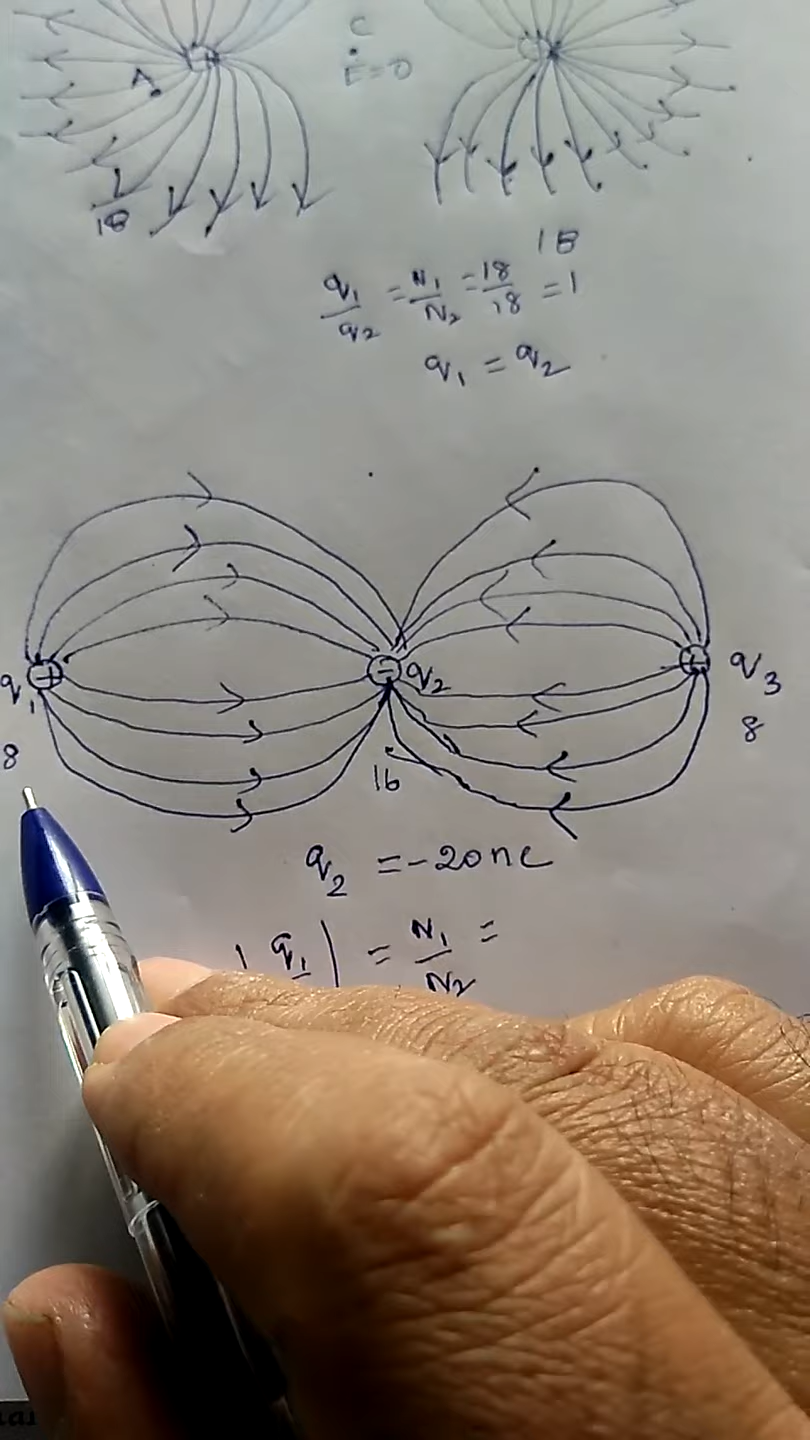 C
A
E = 0
18
18
q₁/q₂ = N₁/N₂ = 18/18 = 1
q₁ = q₂
+ - q₂ + q₃
q₁
8
8
16
q₂ = -20nc
|q₁ | = N₁/N₂ =